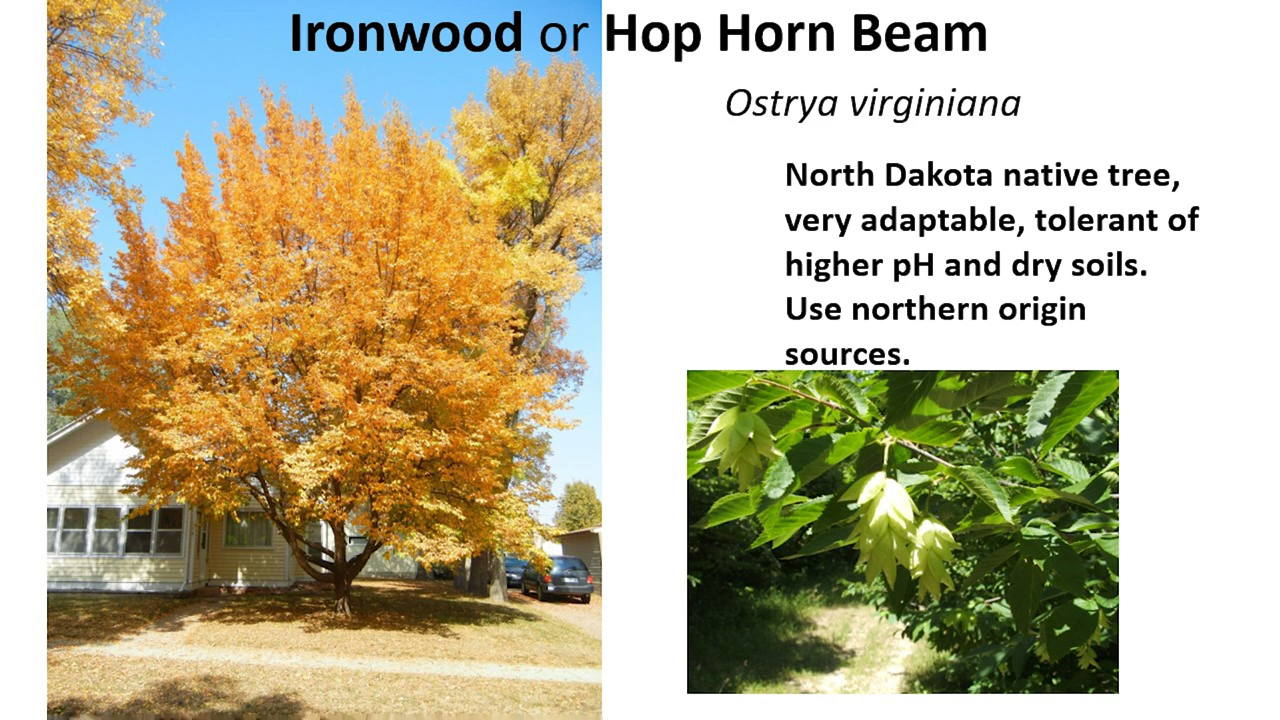 Ironwood or Hop Horn Beam
Ostrya virginiana
North Dakota native tree,
very adaptable, tolerant of
higher pH and dry soils.
Use northern origin
sources.